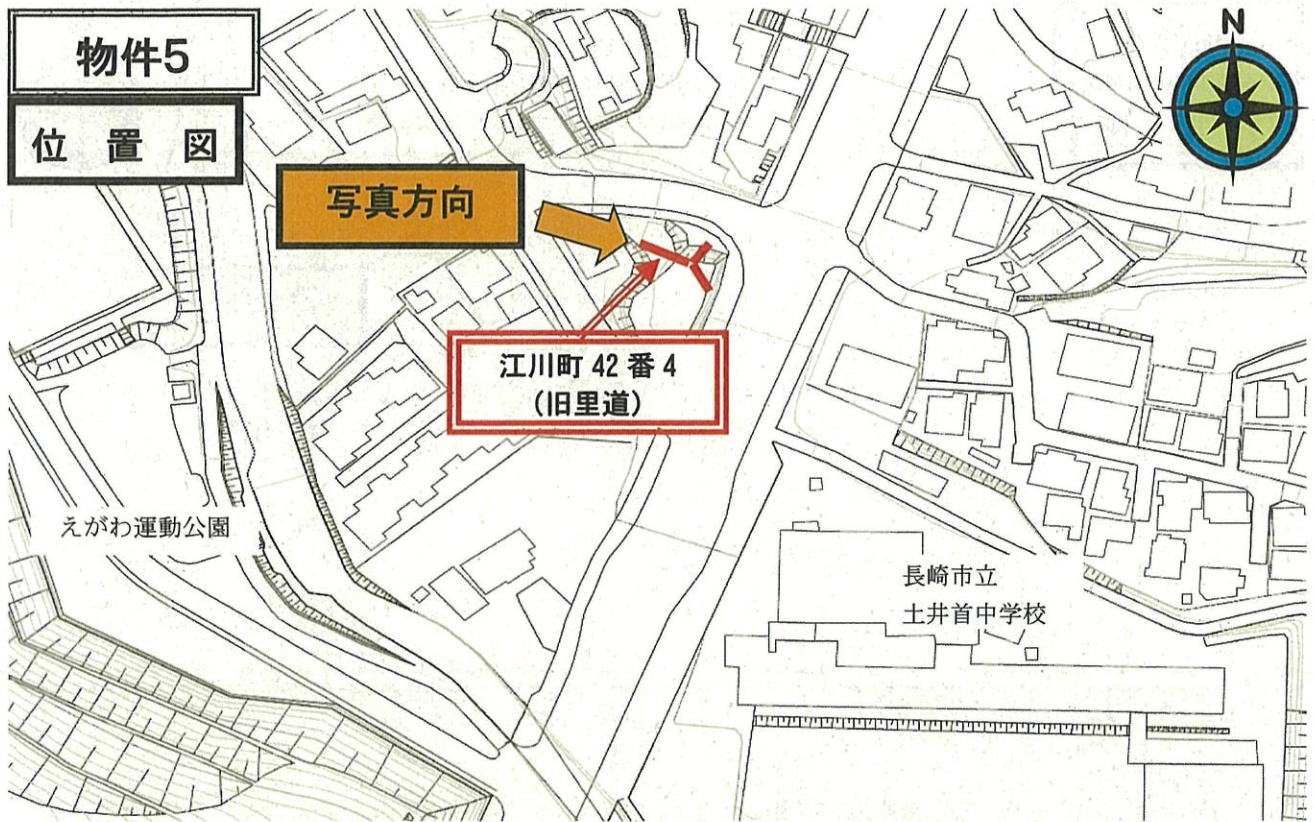 物件5
位置図
N
写真方向
江川町 42 番 4
(旧里道)
えがわ運動公園
長崎市立
土井首中学校